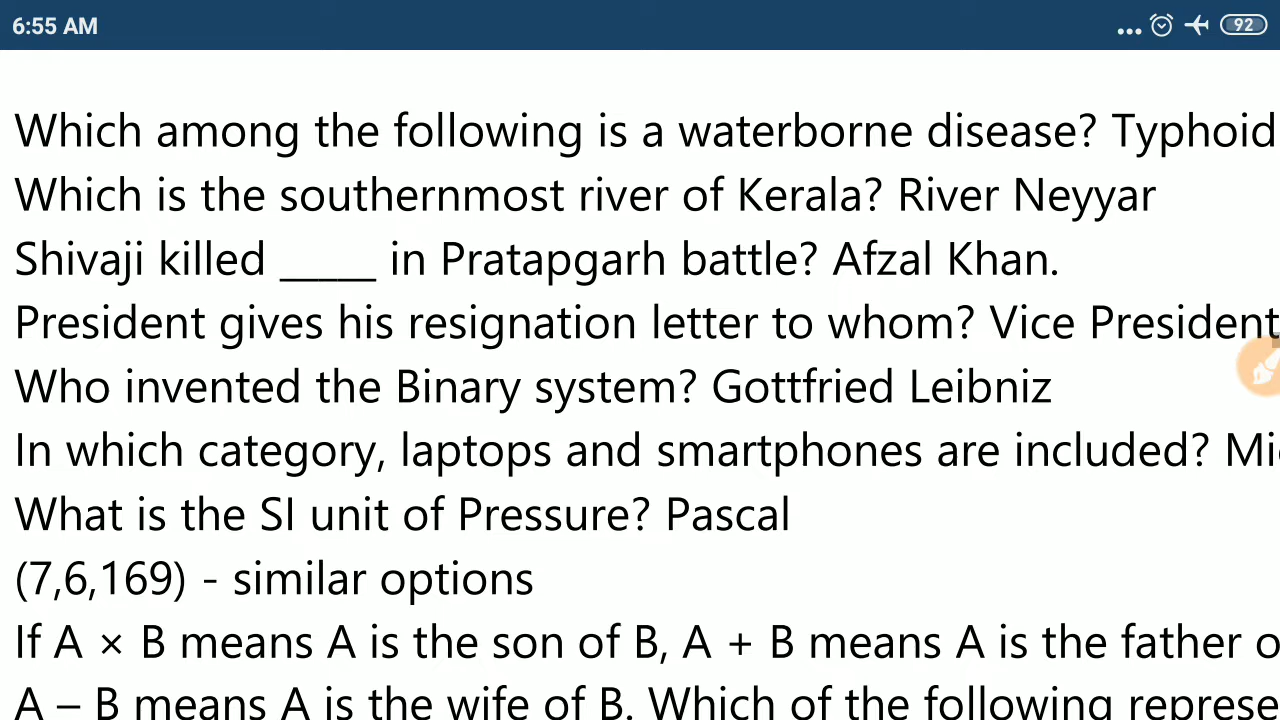 6:55 AM
92
Which among the following is a waterborne disease? Typhoid
Which is the southernmost river of Kerala? River Neyyar
Shivaji killed _____ in Pratapgarh battle? Afzal Khan.
President gives his resignation letter to whom? Vice President
Who invented the Binary system? Gottfried Leibniz
In which category, laptops and smartphones are included?
What is the SI unit of Pressure? Pascal
(7,6,169) - similar options
If A × B means A is the son of B, A + B means A is the father
A – B means A is the wife of B. Which of the following